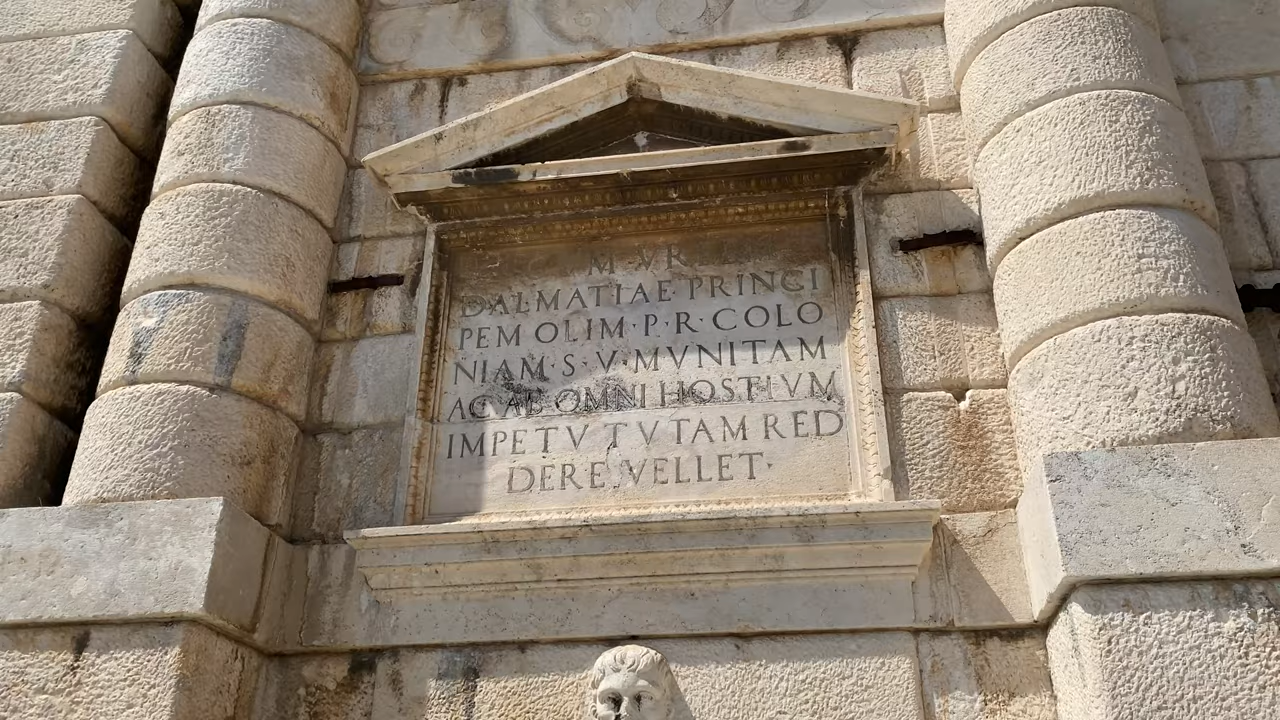 M·VR
DALMATIAE PRINCI
PEM OLIM·P·R·COLO
NIAM·S·V·MVNITAM
AC AB OMNI HOSTIVM
IMPETV TVTAM RED
DERE VELLET·